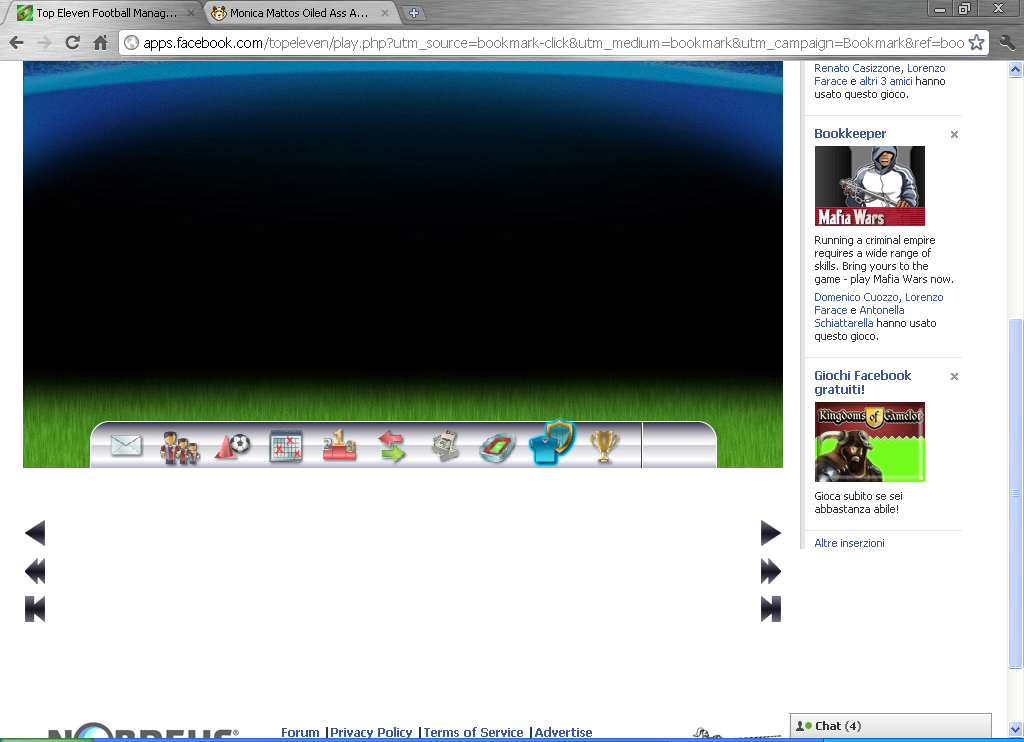 Top Eleven Football Manag...
Monica Mattos Oiled Ass A...
apps.facebook.com/topeleven/play.php?utm_source=bookmark-click&utm_medium=bookmark&utm_campaign=Bookmark&ref=boo
Renato Casizzone, Lorenzo
Farace e altri 3 amici hanno
usato questo gioco.
Bookkeeper
Mafia Wars
Running a criminal empire
requires a wide range of
skills. Bring yours to the
game - play Mafia Wars now.
Domenico Cuozzo, Lorenzo
Farace e Antonella
Schiattarella hanno usato
questo gioco.
Giochi Facebook
gratuiti!
Kingdoms of Camelot
Gioca subito se sei
abbastanza abile!
Altre inserzioni
2 1 3
NORDEUS®
Forum | Privacy Policy | Terms of Service | Advertise
Chat (4)